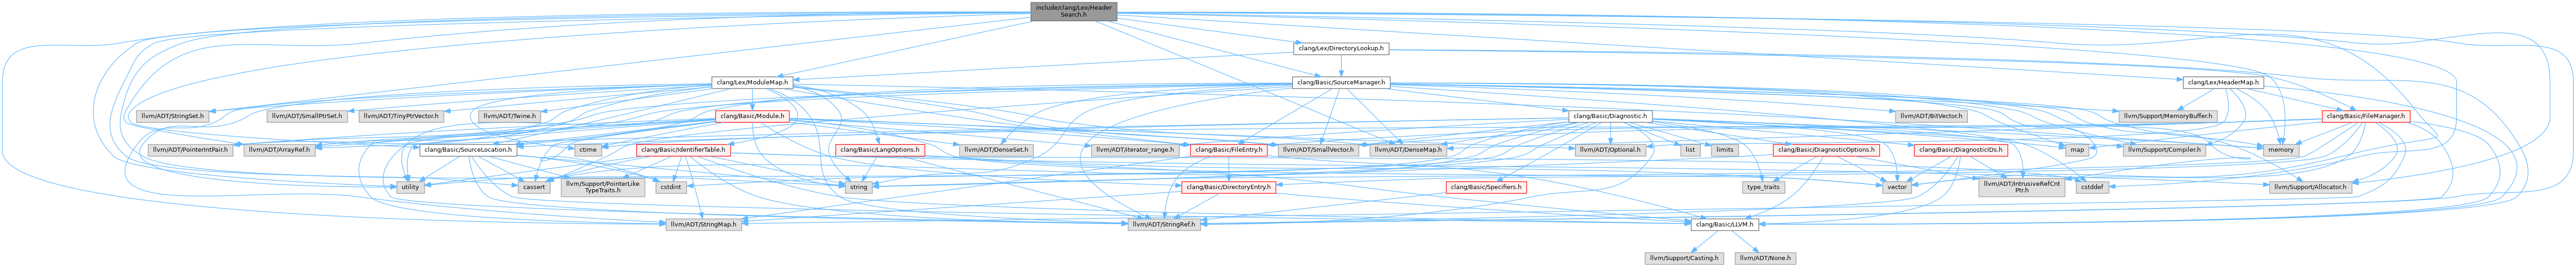 include/clang/Lex/Header
Search.h
clang/Lex/DirectoryLookup.h
clang/Lex/ModuleMap.h
clang/Basic/SourceManager.h
clang/Lex/HeaderMap.h
llvm/ADT/StringSet.h
llvm/ADT/SmallPtrSet.h
llvm/ADT/TinyPtrVector.h
llvm/ADT/Twine.h
clang/Basic/Module.h
clang/Basic/Diagnostic.h
llvm/ADT/BitVector.h
llvm/Support/MemoryBuffer.h
clang/Basic/FileManager.h
llvm/ADT/PointerIntPair.h
llvm/ADT/ArrayRef.h
clang/Basic/SourceLocation.h
ctime
clang/Basic/IdentifierTable.h
clang/Basic/LangOptions.h
llvm/ADT/DenseSet.h
llvm/ADT/iterator_range.h
clang/Basic/FileEntry.h
llvm/ADT/SmallVector.h
llvm/ADT/DenseMap.h
llvm/ADT/Optional.h
list
limits
clang/Basic/DiagnosticOptions.h
clang/Basic/DiagnosticIDs.h
map
llvm/Support/Compiler.h
memory
utility
cassert
llvm/Support/PointerLike
TypeTraits.h
cstdint
string
clang/Basic/DirectoryEntry.h
clang/Basic/Specifiers.h
type_traits
vector
llvm/ADT/IntrusiveRefCnt
Ptr.h
cstddef
llvm/Support/Allocator.h
llvm/ADT/StringMap.h
llvm/ADT/StringRef.h
clang/Basic/LLVM.h
llvm/Support/Casting.h
llvm/ADT/None.h